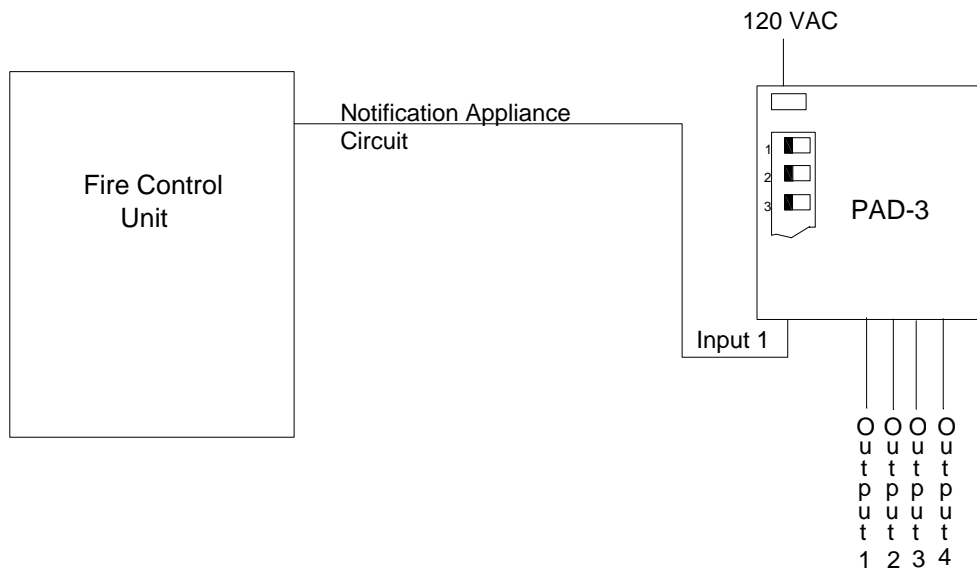 120 VAC
Notification Appliance
Circuit
Fire Control
Unit
1
2
3
PAD-3
Input 1
Output 1
Output 2
Output 3
Output 4